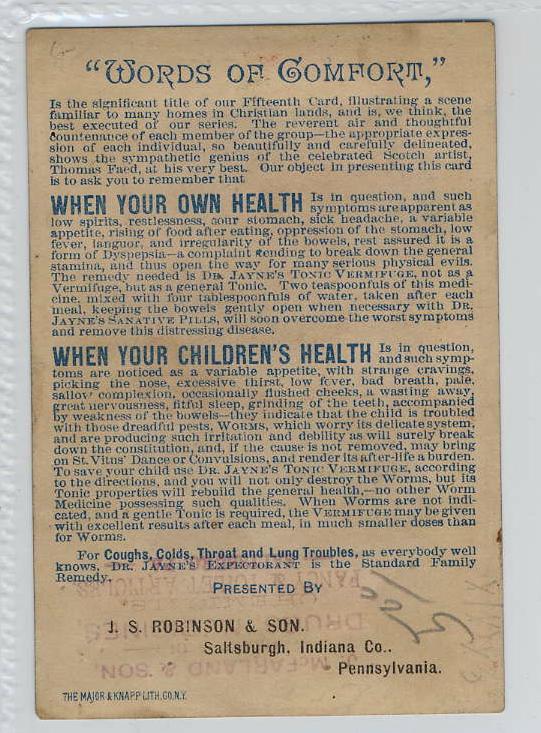 "WORDS OF COMFORT,"
Is the significant title of our Fifteenth Card, illustrating a scene
familiar to many homes in Christian lands, and is, we think, the
best executed of our series. The reverent air and thoughtful
countenance of each member of the group—the appropriate expres-
sion of each individual, so beautifully and carefully delineated,
shows the sympathetic genius of the celebrated Scotch artist,
Thomas Faed, at his very best. Our object in presenting this card
is to ask you to remember that
WHEN YOUR OWN HEALTH Is in question, and such
symptoms are apparent as
low spirits, restlessness, sour stomach, sick headache, a variable
appetite, rising of food after eating, oppression of the stomach, low
fever, languor, and irregularity of the bowels, rest assured it is a
form of Dyspepsia—a complaint tending to break down the general
stamina, and thus open the way for many serious physical evils.
The remedy needed is DR. JAYNE'S TONIC VERMIFUGE, not as a
Vermifuge, but as a general Tonic. Two teaspoonfuls of this medi-
cine, mixed with four tablespoonfuls of water, taken after each
meal, keeping the bowels gently open when necessary with DR.
JAYNE'S SANATIVE PILLS, will soon overcome the worst symptoms
and remove this distressing disease.
WHEN YOUR CHILDREN'S HEALTH Is in question,
and such symp-
toms are noticed as a variable appetite, with strange cravings,
picking the nose, excessive thirst, low fever, bad breath, pale,
sallow complexion, occasionally flushed cheeks, a wasting away,
great nervousness, fitful sleep, grinding of the teeth, accompanied
by weakness of the bowels—they indicate that the child is troubled
with those dreadful pests, WORMS, which worry its delicate system,
and are producing such irritation and debility as will surely break
down the constitution, and, if the cause is not removed, may bring
on St. Vitus' Dance or Convulsions, and render its after-life a burden.
To save your child use DR. JAYNE'S TONIC VERMIFUGE, according
to the directions, and you will not only destroy the Worms, but its
Tonic properties will rebuild the general health,—no other Worm
Medicine possessing such qualities. When Worms are not indi-
cated, and a gentle Tonic is required, the VERMIFUGE may be given
with excellent results after each meal, in much smaller doses than
for Worms.
For Coughs, Colds, Throat and Lung Troubles, as everybody well
knows, DR. JAYNE'S EXPECTORANT is the Standard Family
Remedy.
PRESENTED BY
J. S. ROBINSON & SON.
Saltsburgh, Indiana Co.,
Pennsylvania.
McFARLAND & SON,
THE MAJOR & KNAPP LITH. CO. N.Y.